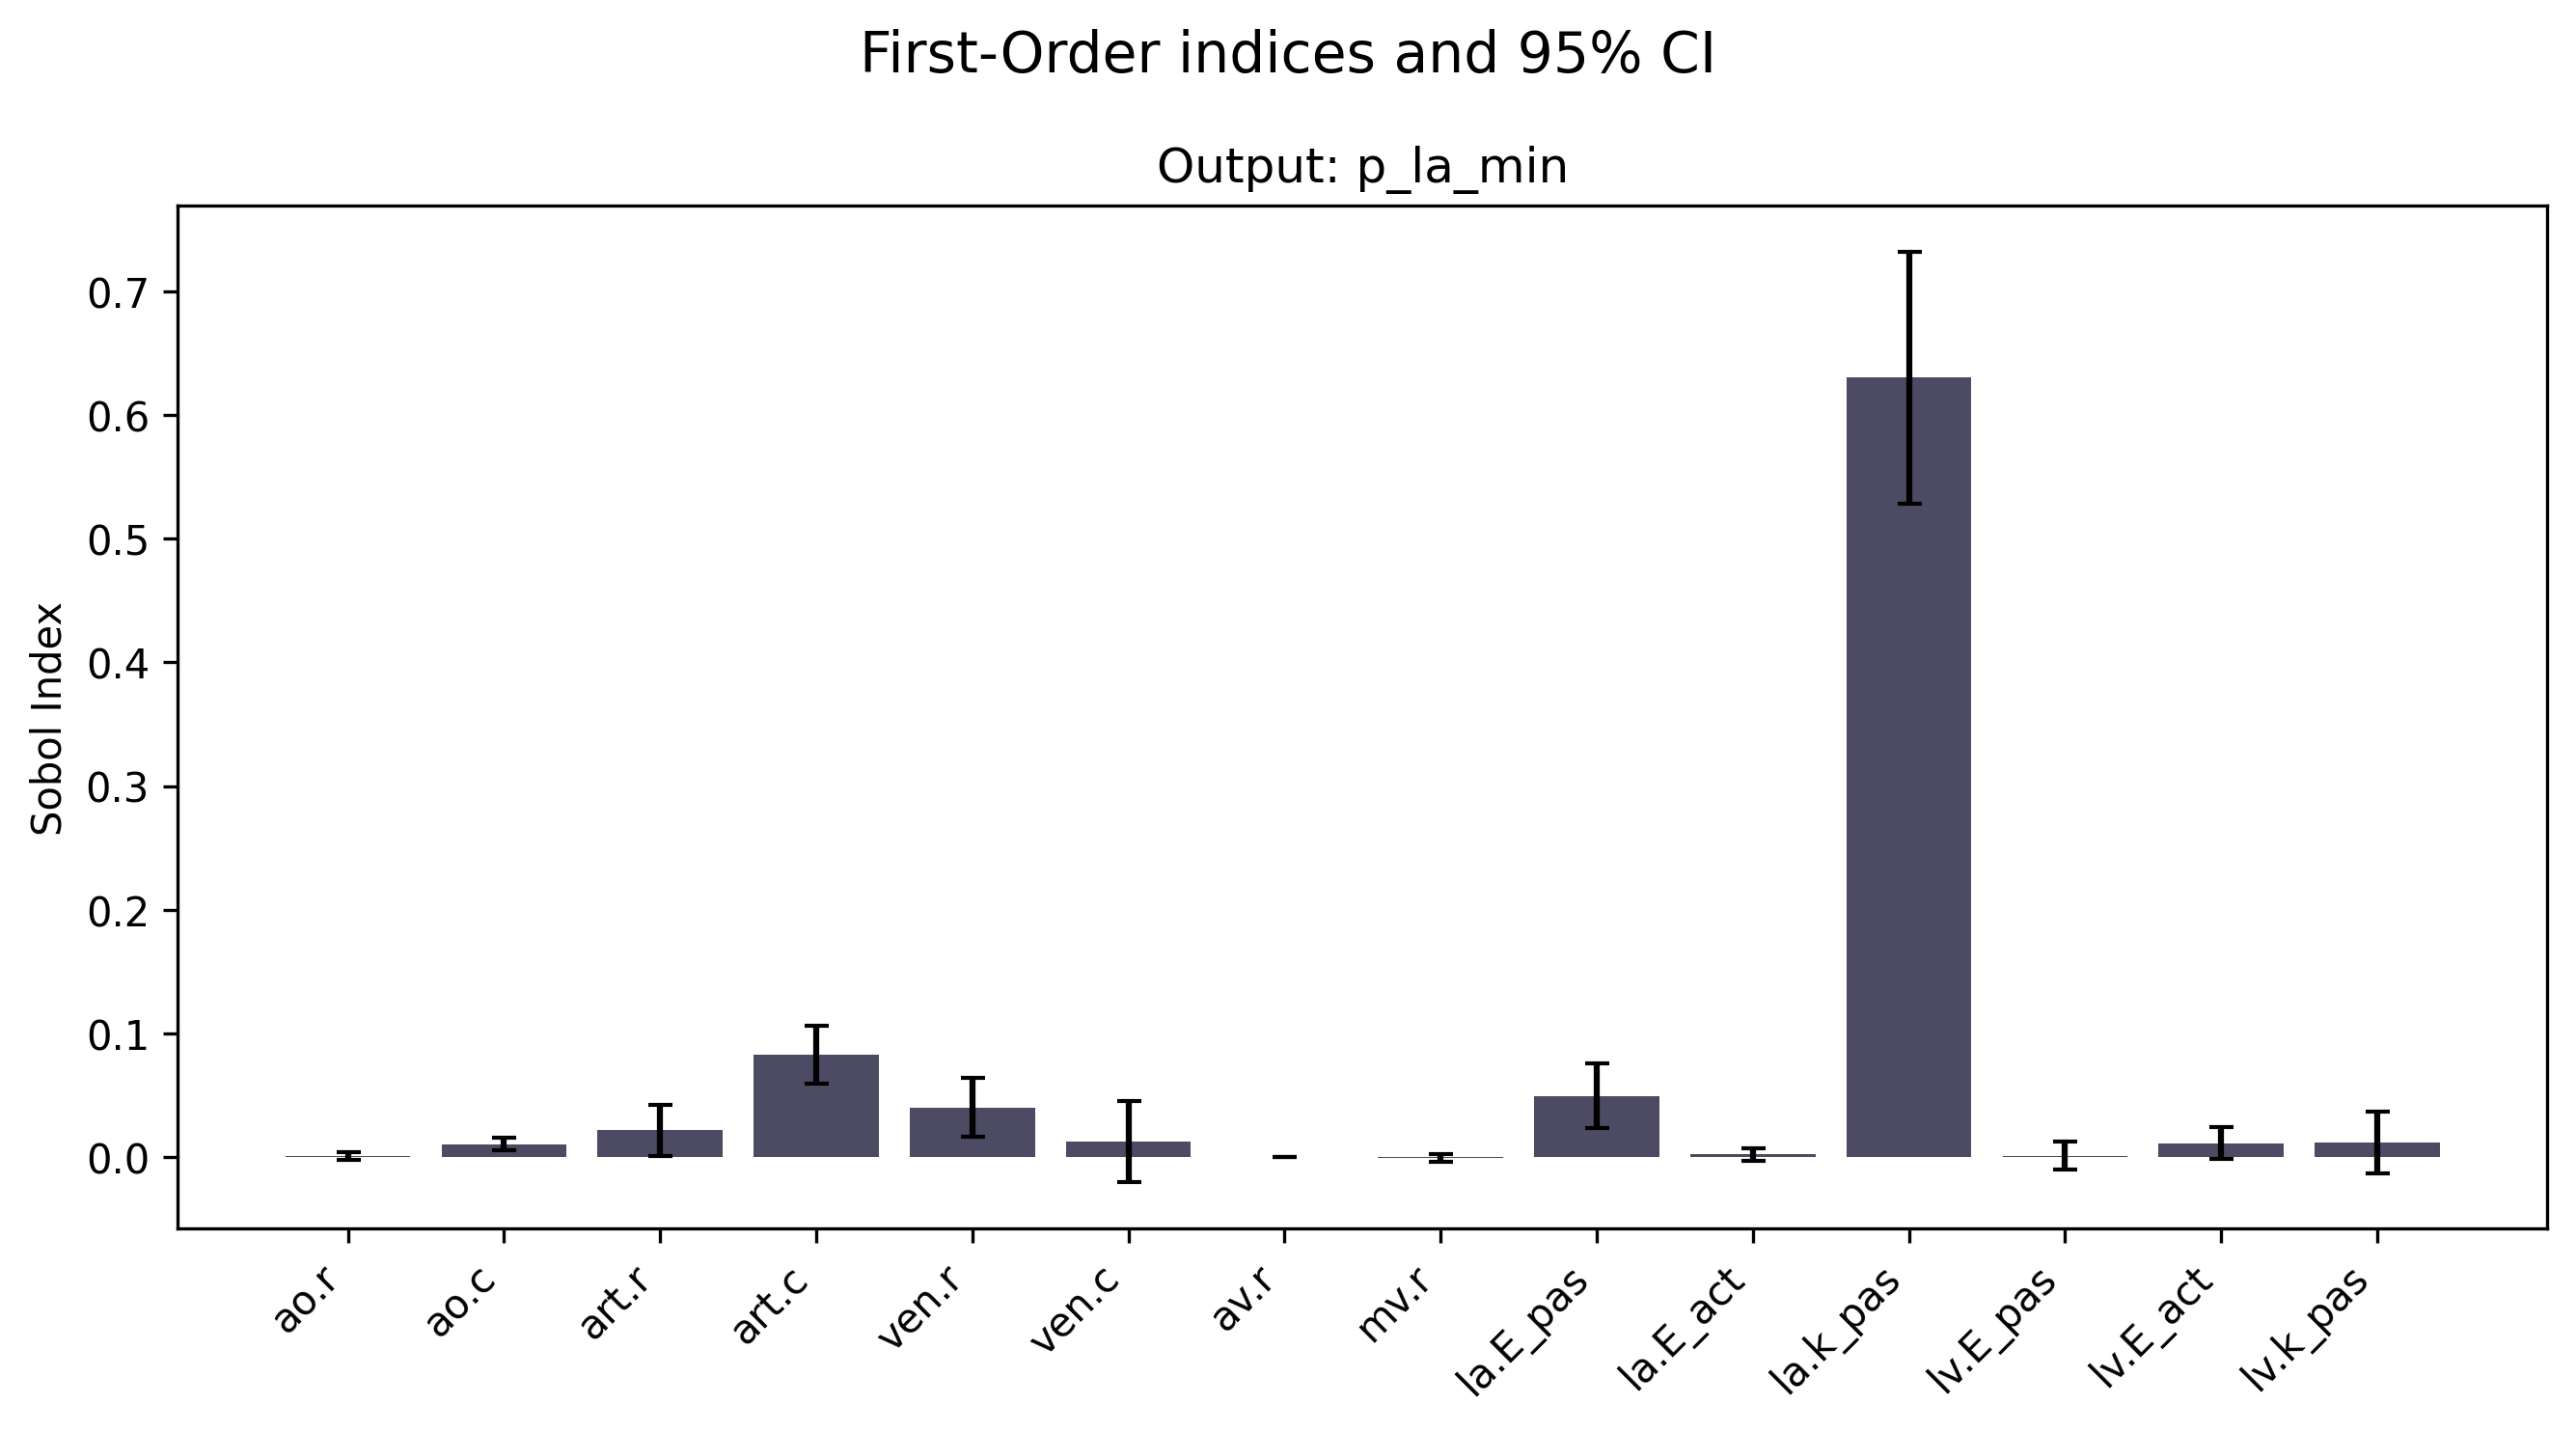 First-Order indices and 95% CI
Output: p_la_min
Sobol Index
0.7
0.6
0.5
0.4
0.3
0.2
0.1
0.0
ao.r
ao.c
art.r
art.c
ven.r
ven.c
av.r
mv.r
la.E_pas
la.E_act
la.k_pas
lv.E_pas
lv.E_act
lv.k_pas